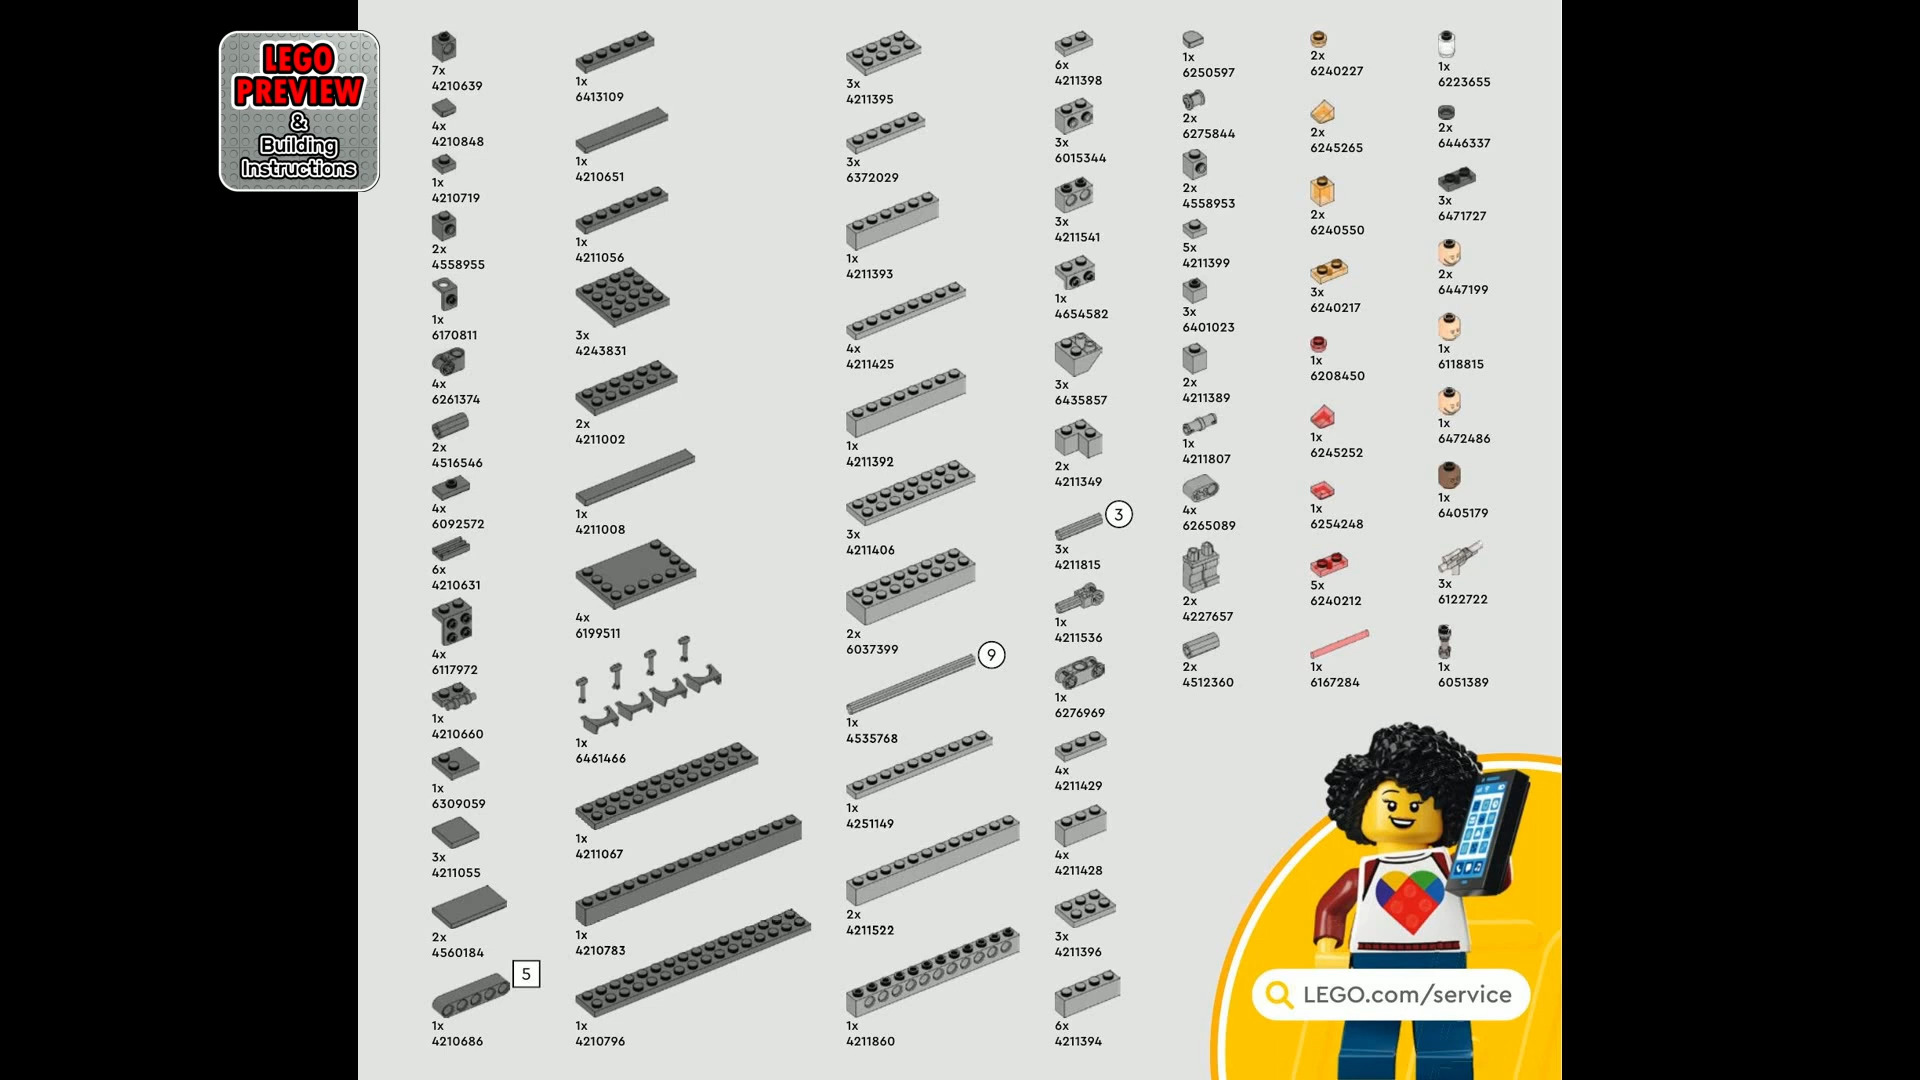 LEGO
PREVIEW
&
Building
Instructions
7x
4210639
4x
4210848
1x
4210719
2x
4558955
1x
6170811
4x
6261374
2x
4516546
4x
6092572
6x
4210631
4x
6117972
1x
4210660
1x
6309059
3x
4211055
2x
4560184
5
1x
4210686
1x
6413109
1x
4210651
1x
4211056
3x
4243831
2x
4211002
1x
4211008
4x
6199511
1x
6461466
1x
4211067
1x
4210783
1x
4210796
3x
4211395
3x
6372029
1x
4211393
4x
4211425
1x
4211392
3x
4211406
2x
6037399
9
1x
4535768
1x
4251149
2x
4211522
1x
4211860
6x
4211398
3x
6015344
3x
4211541
1x
4654582
3x
6435857
2x
4211349
3
3x
4211815
1x
4211536
1x
6276969
4x
4211429
4x
4211428
3x
4211396
6x
4211394
1x
6250597
2x
6275844
2x
4558953
5x
4211399
3x
6401023
2x
4211389
1x
4211807
4x
6265089
2x
4227657
2x
4512360
2x
6240227
2x
6245265
2x
6240550
3x
6240217
1x
6208450
1x
6245252
1x
6254248
5x
6240212
1x
6167284
1x
6223655
2x
6446337
3x
6471727
2x
6447199
1x
6118815
1x
6472486
1x
6405179
3x
6122722
1x
6051389
LEGO.com/service